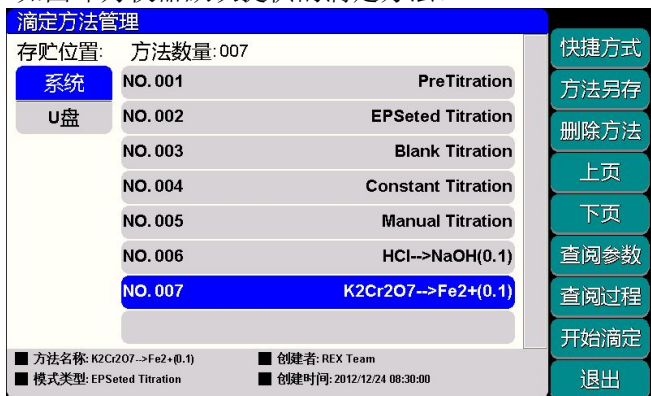 滴定方法管理
存贮位置: 方法数量:007
系统
U盘
NO. 001 PreTitration
NO. 002 EPSeted Titration
NO. 003 Blank Titration
NO. 004 Constant Titration
NO. 005 Manual Titration
NO. 006 HCl-->NaOH(0.1)
NO. 007 K2Cr2O7-->Fe2+(0.1)
方法名称: K2Cr2O7-->Fe2+(0.1)
创建者: REX Team
模式类型: EPSeted Titration
创建时间: 2012/12/24 08:30:00
快捷方式
方法另存
删除方法
上页
下页
查阅参数
查阅过程
开始滴定
退出